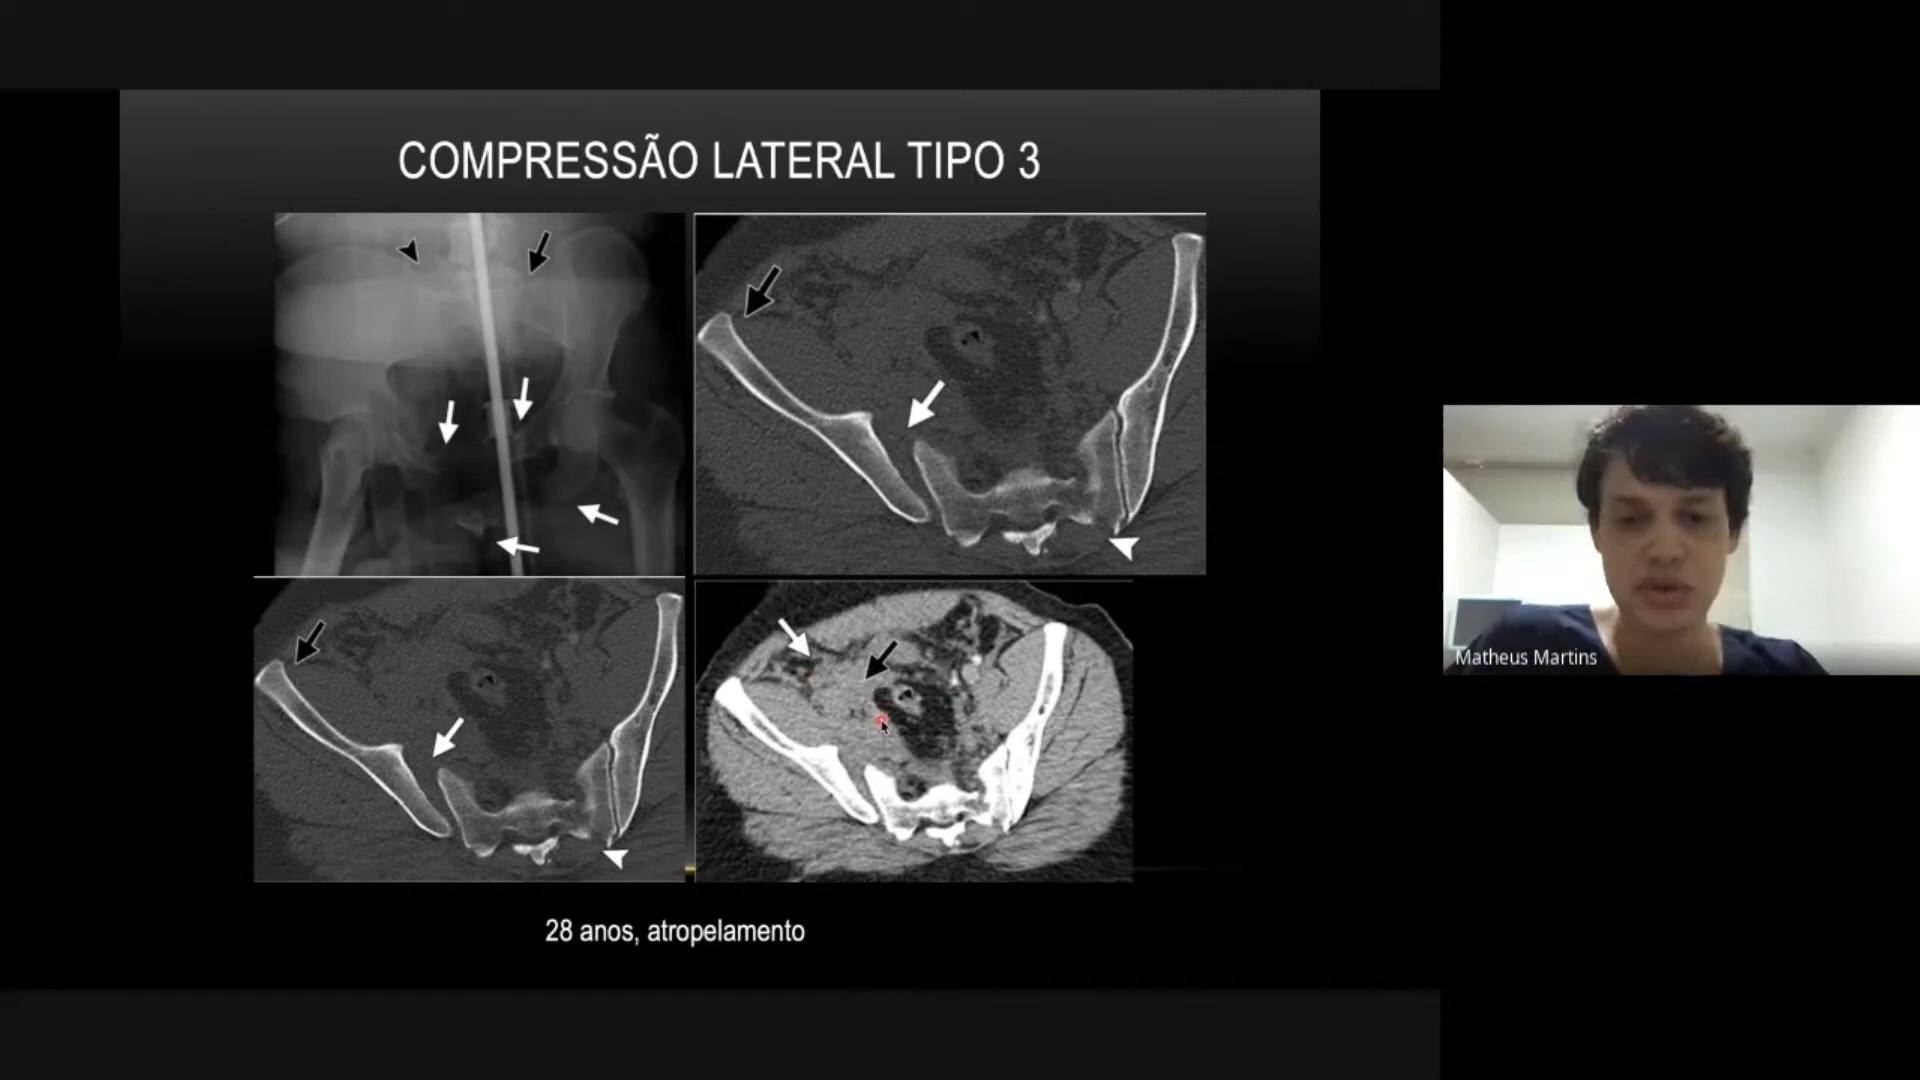 COMPRESSÃO LATERAL TIPO 3
Matheus Martins
28 anos, atropelamento